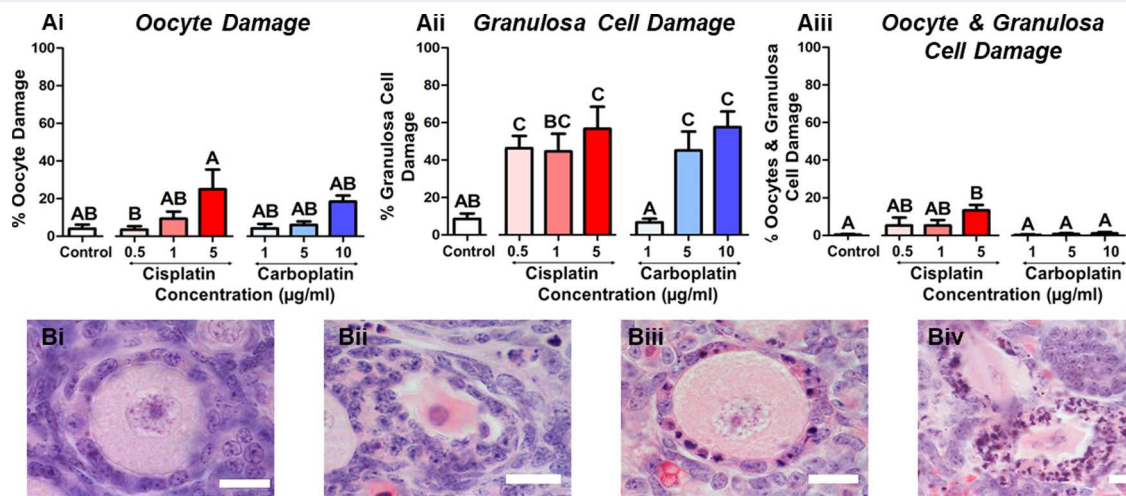 Ai
Oocyte Damage
% Oocyte Damage
100
80
60
40
20
0
AB
B
AB
A
AB
AB
AB
Control
0.5
1
5
1
5
10
Cisplatin
Carboplatin
Concentration (µg/ml)
Aii
Granulosa Cell Damage
% Granulosa Cell
Damage
100
80
60
40
20
0
AB
C
BC
C
A
C
C
Control
0.5
1
5
1
5
10
Cisplatin
Carboplatin
Concentration (µg/ml)
Aiii
Oocyte & Granulosa
Cell Damage
% Oocytes & Granulosa
Cell Damage
100
80
60
40
20
0
A
AB
AB
B
A
A
A
Control
0.5
1
5
1
5
10
Cisplatin
Carboplatin
Concentration (µg/ml)
Bi
Bii
Biii
Biv